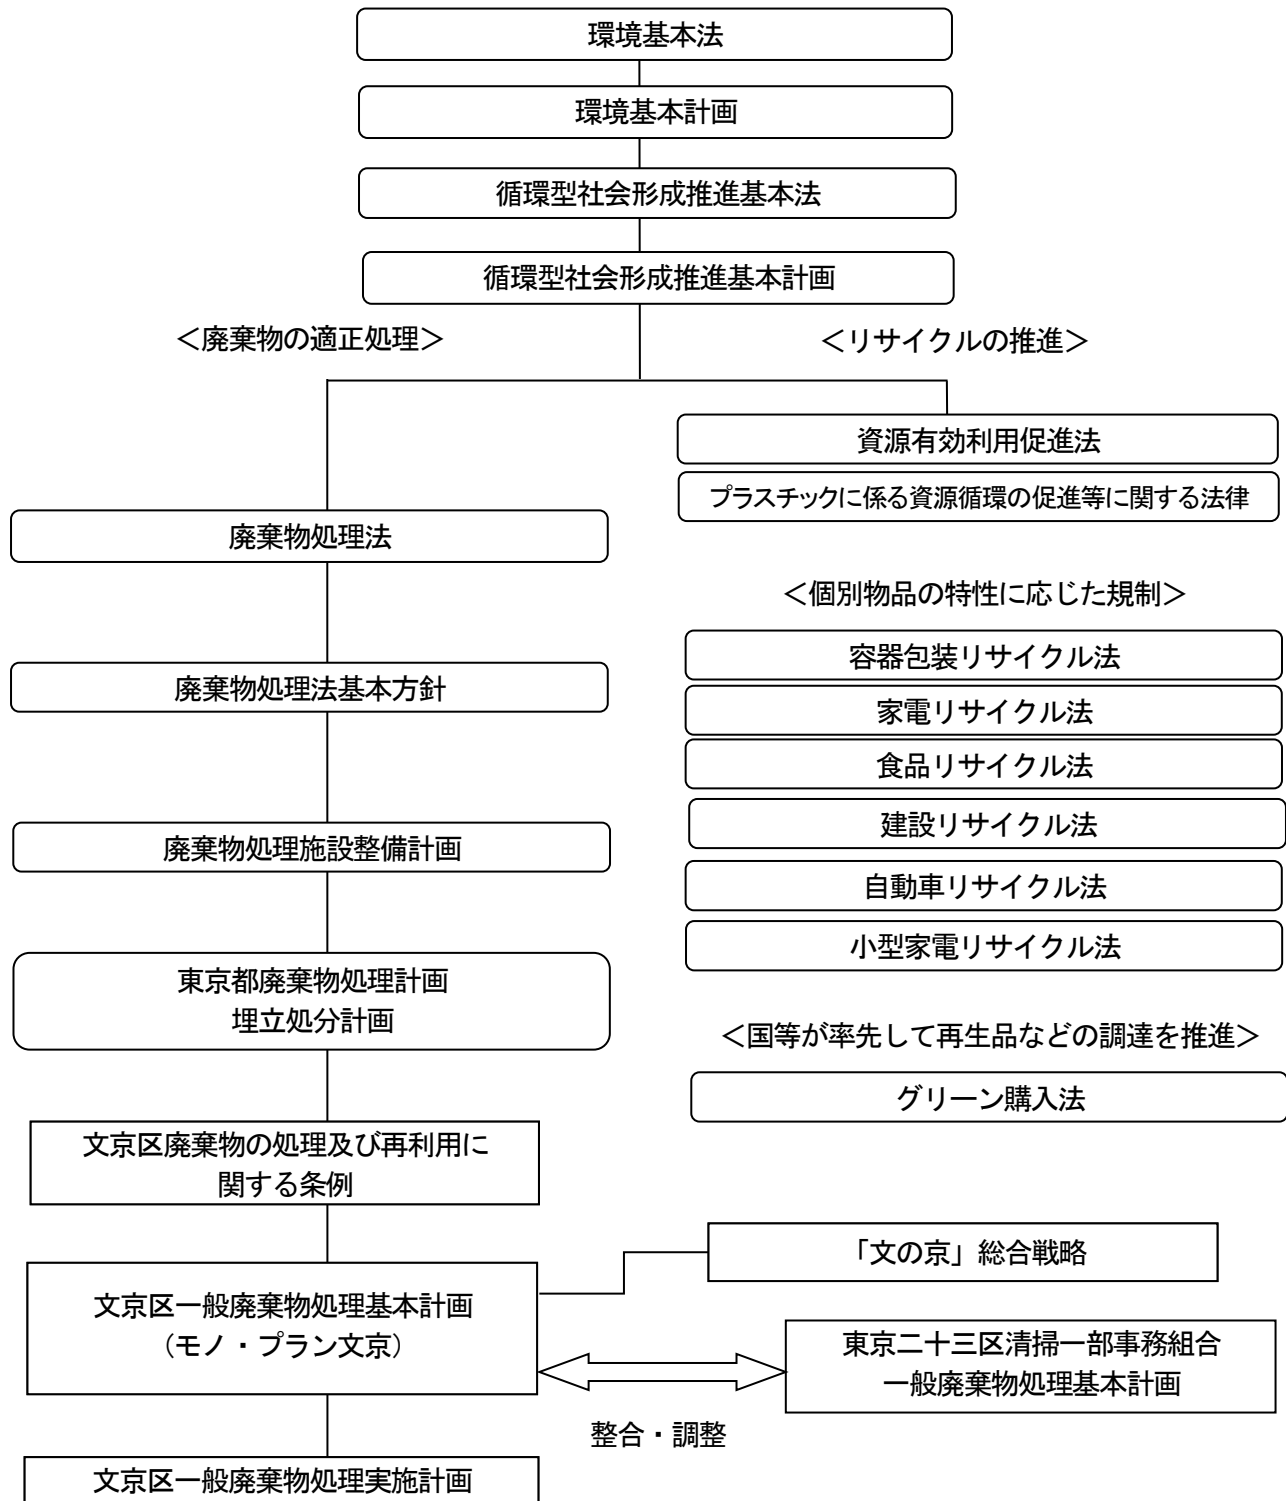 環境基本法
環境基本計画
循環型社会形成推進基本法
循環型社会形成推進基本計画
＜廃棄物の適正処理＞
＜リサイクルの推進＞
資源有効利用促進法
プラスチックに係る資源循環の促進等に関する法律
廃棄物処理法
＜個別物品の特性に応じた規制＞
容器包装リサイクル法
廃棄物処理法基本方針
家電リサイクル法
食品リサイクル法
建設リサイクル法
廃棄物処理施設整備計画
自動車リサイクル法
小型家電リサイクル法
東京都廃棄物処理計画
埋立処分計画
＜国等が率先して再生品などの調達を推進＞
グリーン購入法
文京区廃棄物の処理及び再利用に
関する条例
「文の京」総合戦略
文京区一般廃棄物処理基本計画
（モノ・プラン文京）
東京二十三区清掃一部事務組合
一般廃棄物処理基本計画
整合・調整
文京区一般廃棄物処理実施計画